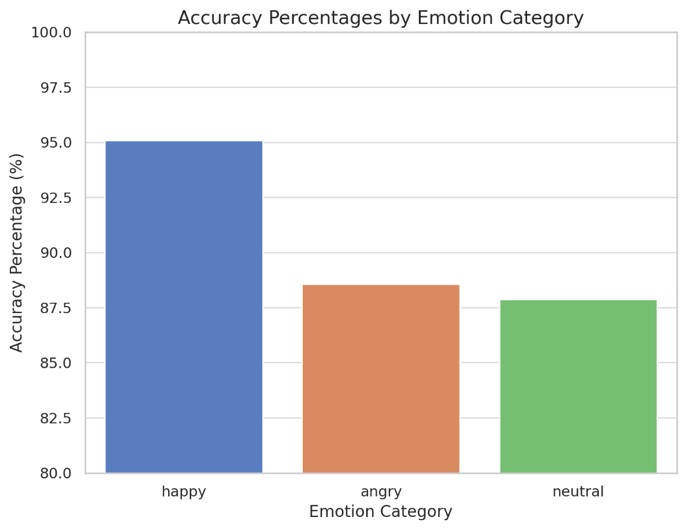 Accuracy Percentages by Emotion Category
Accuracy Percentage (%)
100.0
97.5
95.0
92.5
90.0
87.5
85.0
82.5
80.0
happy angry neutral
Emotion Category